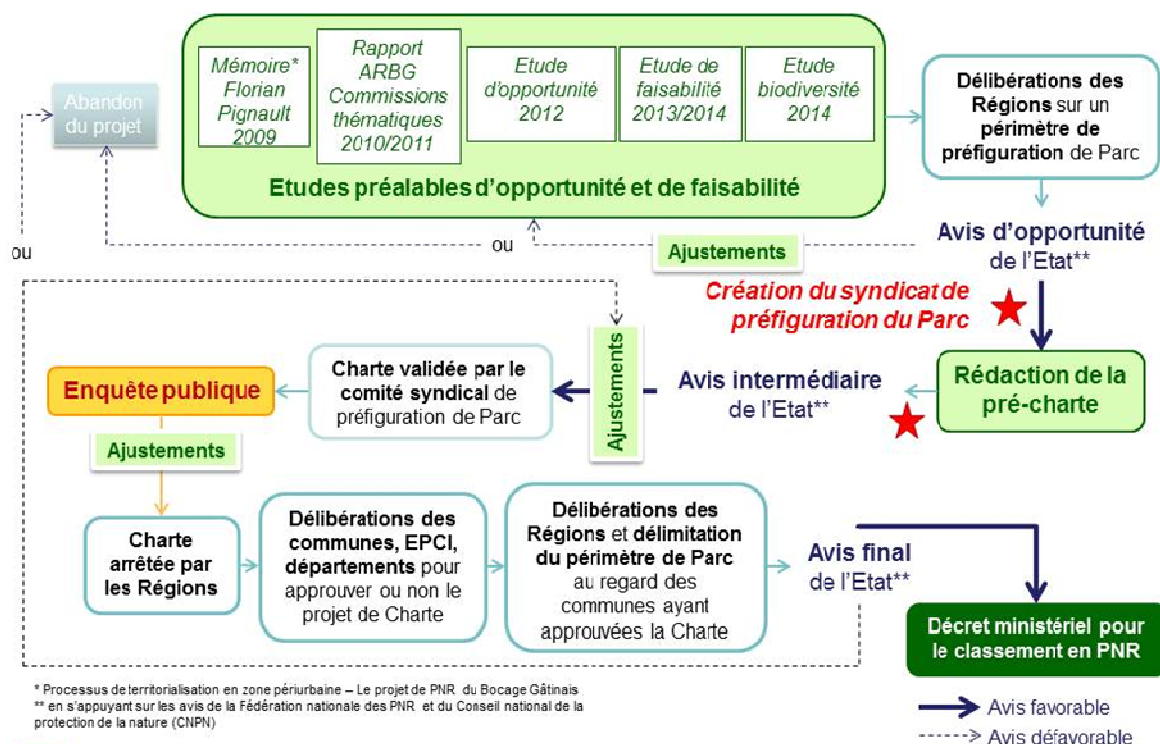 Abandon
du projet
Mémoire*
Florian
Pignault
2009
Rapport
ARBG
Commissions
thématiques
2010/2011
Etude
d'opportunité
2012
Etude de
faisabilité
2013/2014
Etude
biodiversité
2014
Etudes préalables d'opportunité et de faisabilité
Délibérations des
Régions sur un
périmètre de
préfiguration de Parc
ou
ou
Ajustements
Avis d'opportunité
de l'Etat**
Création du syndicat de
préfiguration du Parc
Rédaction de la
pré-charte
Avis intermédiaire
de l'Etat**
Ajustements
Charte validée par le
comité syndical de
préfiguration de Parc
Enquête publique
Ajustements
Charte
arrêtée par
les Régions
Délibérations des
communes, EPCI,
départements pour
approuver ou non le
projet de Charte
Délibérations des
Régions et délimitation
du périmètre de Parc
au regard des
communes ayant
approuvées la Charte
Avis final
de l'Etat**
Décret ministériel pour
le classement en PNR
* Processus de territorialisation en zone périurbaine – Le projet de PNR du Bocage Gâtinais
** en s'appuyant sur les avis de la Fédération nationale des PNR et du Conseil national de la
protection de la nature (CNPN)
Avis favorable
Avis défavorable